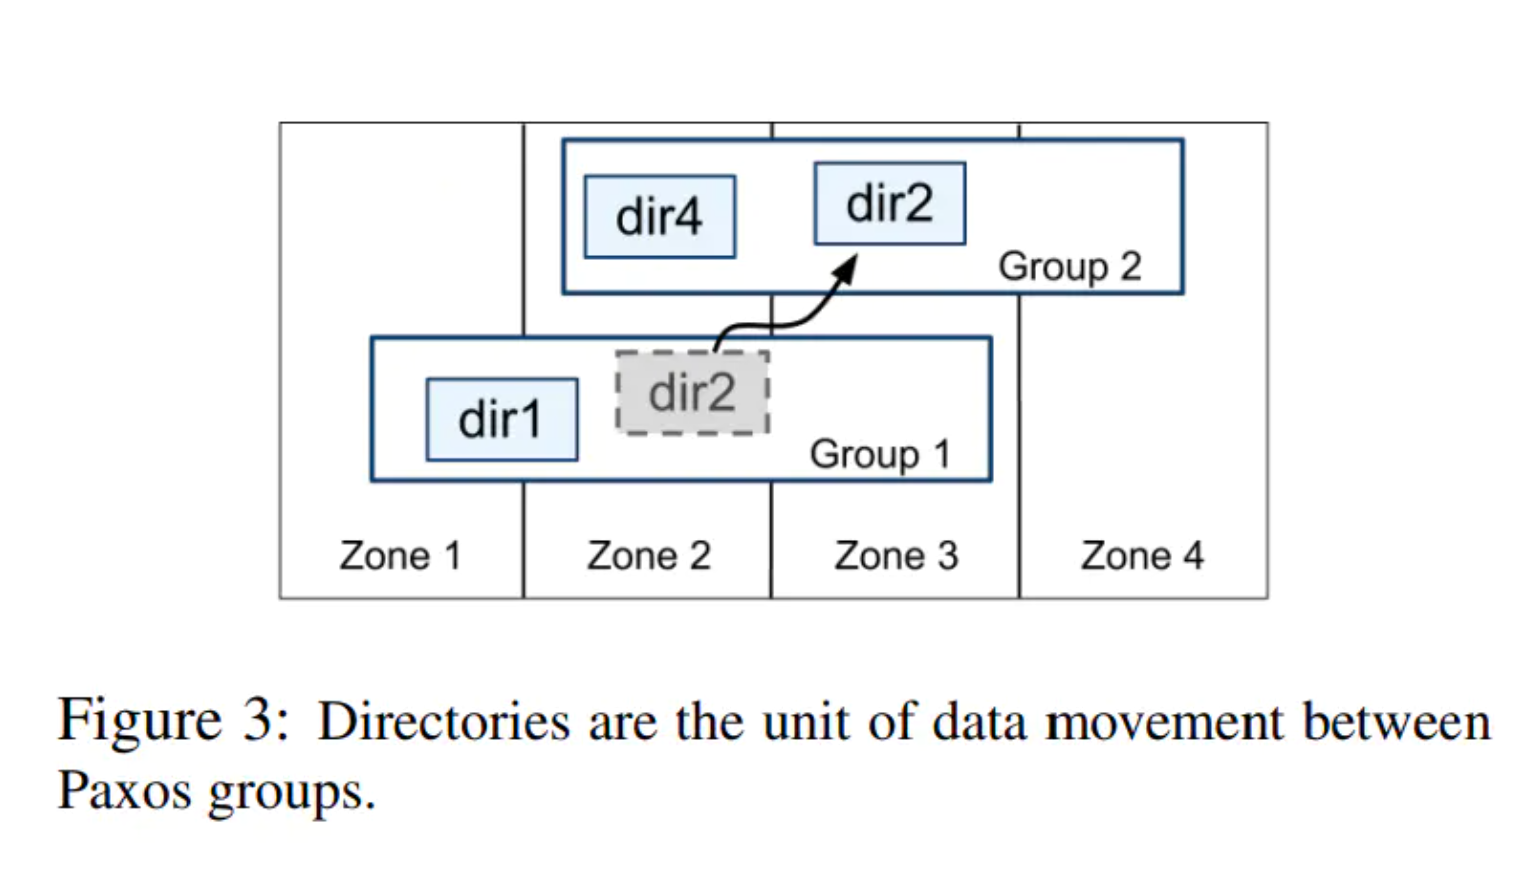 dir4
dir2
Group 2
dir2
dir1
Group 1
Zone 1
Zone 2
Zone 3
Zone 4
Figure 3: Directories are the unit of data movement between
Paxos groups.